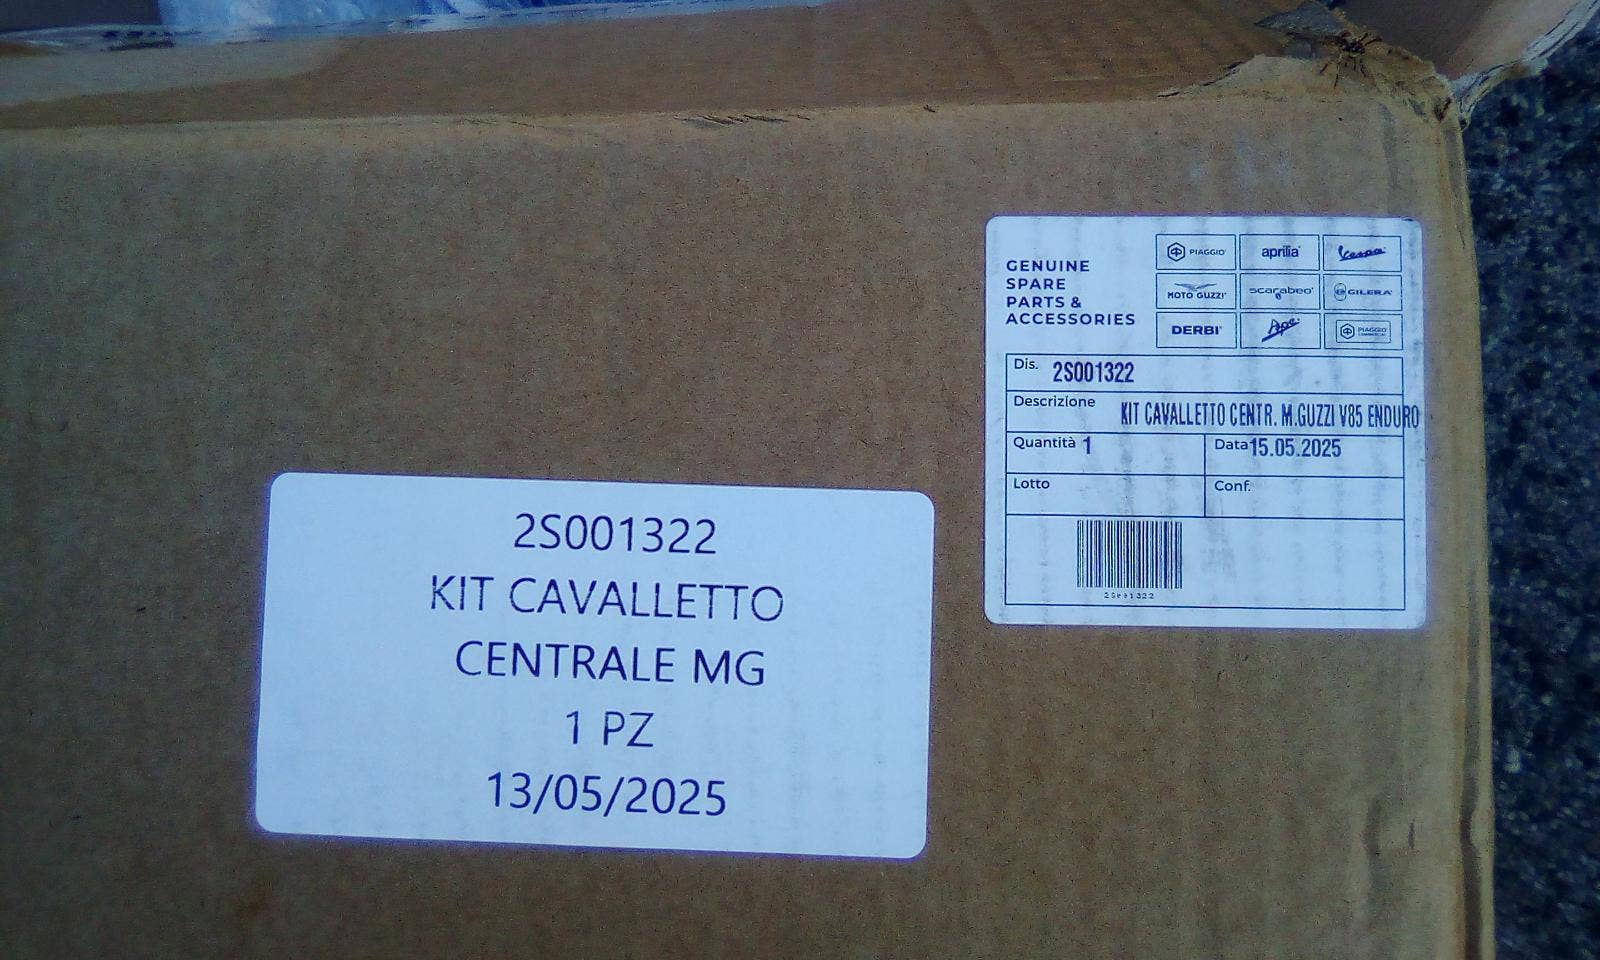 2S001322
KIT CAVALLETTO
CENTRALE MG
1 PZ
13/05/2025
GENUINE
SPARE
PARTS &
ACCESSORIES
PIAGGIO
aprilia
Vespa
MOTO GUZZI
scarabeo
GILERA
DERBI
Ape
PIAGGIO
Dis. 2S001322
Descrizione KIT CAVALLETTO CENTR. M.GUZZI V85 ENDURO
Quantità 1 Data 15.05.2025
Lotto Conf.
2S001322